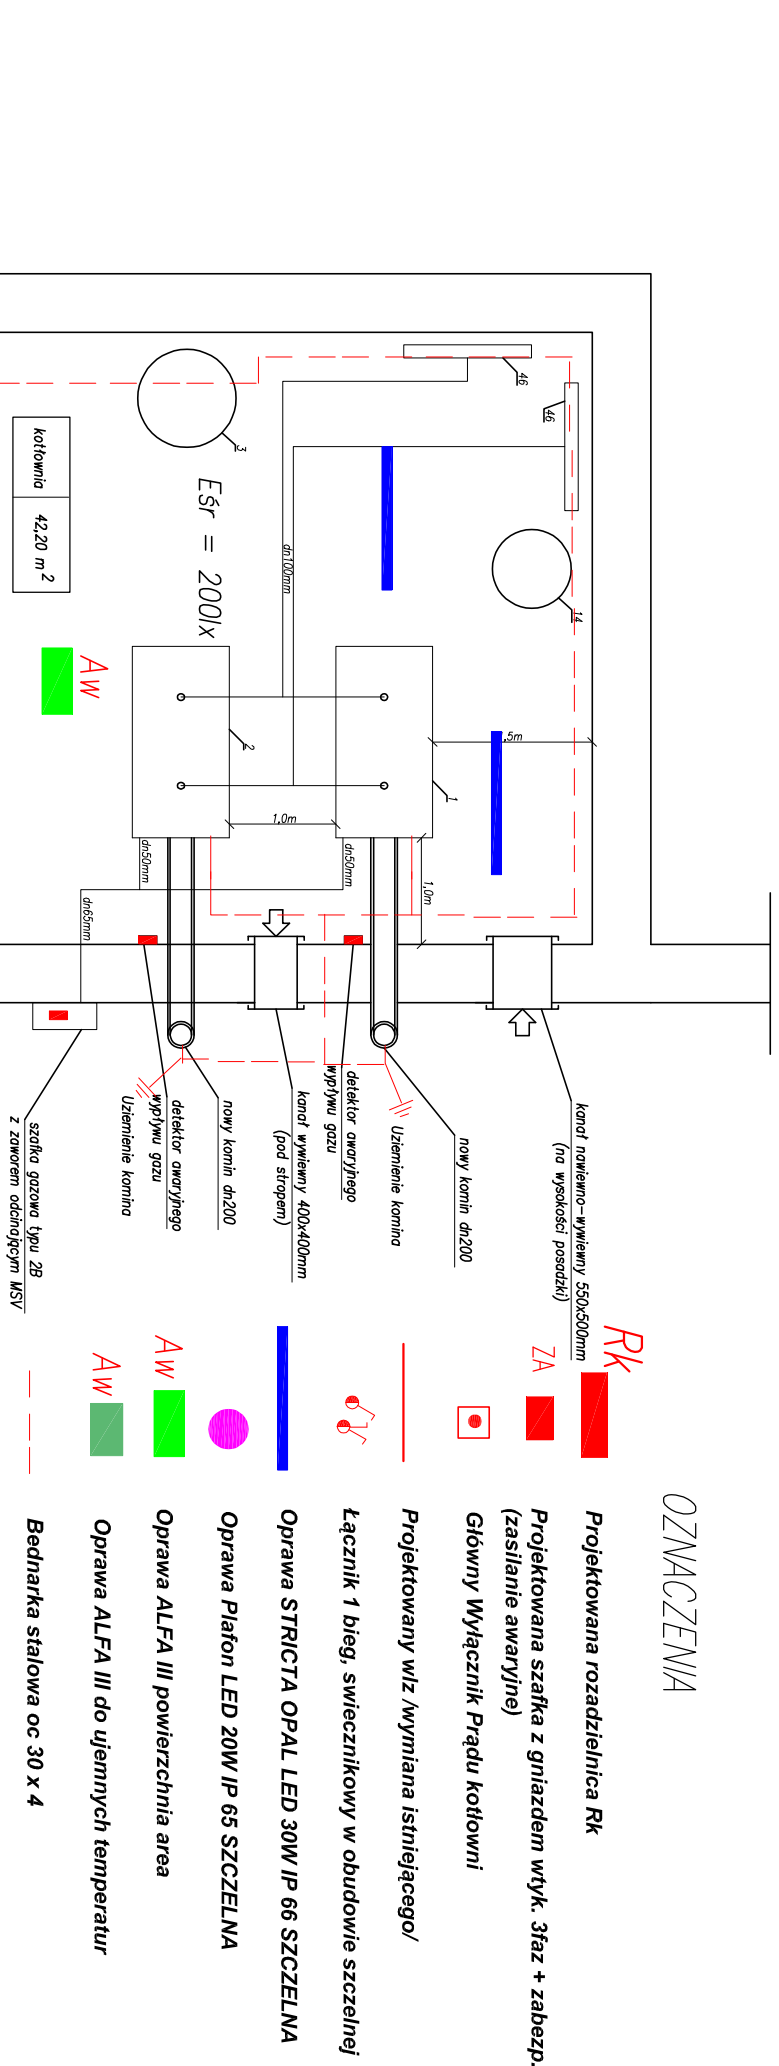 46
46
3
14
kotłownia
42,20 m 2
Eśr = 200lx
dn100mm
Aw
2
1
,5m
1,0m
1,0m
dn50mm
dn50mm
dn65mm
kanał nawiewno-wywiewny 550x500mm
(na wysokości posadzki)
nowy komin dn200
Uziemienie komina
detektor awaryjnego
wypływu gazu
kanał wywiewny 400x400mm
(pod stropem)
nowy komin dn200
detektor awaryjnego
wypływu gazu
Uziemienie komina
szafka gazowa typu 2B
z zaworem odcinającym MSV
OZNACZENIA
Rk
Projektowana rozadzielnica Rk
ZA
Projektowana szafka z gniazdem wtyk. 3faz + zabezp.
(zasilanie awaryjne)
Główny Wyłącznik Prądu kotłowni
Projektowany wlz /wymiana istniejącego/
Łącznik 1 bieg, swiecznikowy w obudowie szczelnej
Oprawa STRICTA OPAL LED 30W IP 66 SZCZELNA
Oprawa Plafon LED 20W IP 65 SZCZELNA
Aw
Oprawa ALFA III powierzchnia area
Aw
Oprawa ALFA III do ujemnych temperatur
Bednarka stalowa oc 30 x 4